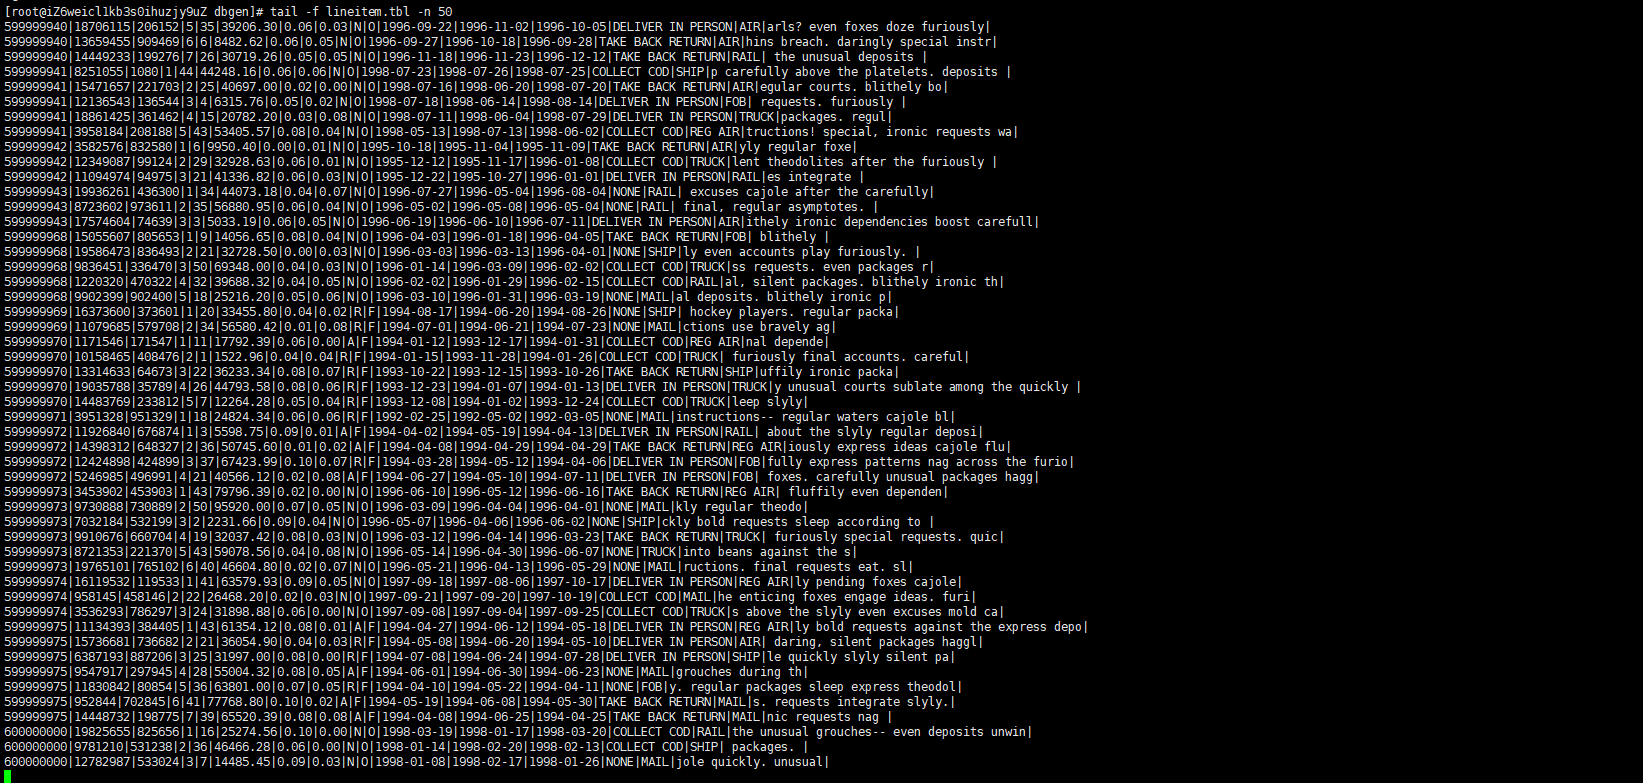 [root@iZ6weicl1kb3s0ihuzjy9uZ dbgen]# tail -f lineitem.tbl -n 50
599999940|18706115|206152|5|35|39206.30|0.06|0.03|N|O|1996-09-22|1996-11-02|1996-10-05|DELIVER IN PERSON|AIR|arls? even foxes doze furiously|
599999940|13659455|909469|6|6|8482.62|0.06|0.05|N|O|1996-09-27|1996-10-18|1996-09-28|TAKE BACK RETURN|AIR|hins breach. daringly special instr|
599999940|14449233|199276|7|26|30719.26|0.05|0.05|N|O|1996-11-18|1996-11-23|1996-12-12|TAKE BACK RETURN|RAIL| the unusual deposits |
599999941|8251055|1080|1|44|44248.16|0.06|0.06|N|O|1998-07-23|1998-07-26|1998-07-25|COLLECT COD|SHIP|p carefully above the platelets. deposits |
599999941|15471657|221703|2|25|40697.00|0.02|0.00|N|O|1998-07-16|1998-06-20|1998-07-20|TAKE BACK RETURN|AIR|egular courts. blithely bo|
599999941|12136543|136544|3|4|6315.76|0.05|0.02|N|O|1998-07-18|1998-06-14|1998-08-14|DELIVER IN PERSON|FOB| requests. furiously |
599999941|18861425|361462|4|15|20782.20|0.03|0.08|N|O|1998-07-11|1998-06-04|1998-07-29|DELIVER IN PERSON|TRUCK|packages. regul|
599999941|3958184|208188|5|43|53405.57|0.08|0.04|N|O|1998-05-13|1998-07-13|1998-06-02|COLLECT COD|REG AIR|tructions! special, ironic requests wa|
599999942|3582576|832580|1|6|9950.40|0.00|0.01|N|O|1995-10-18|1995-11-04|1995-11-09|TAKE BACK RETURN|AIR|yly regular foxe|
599999942|12349087|99124|2|29|32928.63|0.06|0.01|N|O|1995-12-12|1995-11-17|1996-01-08|COLLECT COD|TRUCK|lent theodolites after the furiously |
599999942|11094974|94975|3|21|41336.82|0.06|0.03|N|O|1995-12-22|1995-10-27|1996-01-01|DELIVER IN PERSON|RAIL|es integrate |
599999943|19936261|436300|1|34|44073.18|0.04|0.07|N|O|1996-07-27|1996-05-04|1996-08-04|NONE|RAIL| excuses cajole after the carefully|
599999943|8723602|973611|2|35|56880.95|0.06|0.04|N|O|1996-05-02|1996-05-08|1996-05-04|NONE|RAIL| final, regular asymptotes. |
599999943|17574604|74639|3|3|5033.19|0.06|0.05|N|O|1996-06-19|1996-06-10|1996-07-11|DELIVER IN PERSON|AIR|ithely ironic dependencies boost carefull|
599999968|15055607|805653|1|9|14056.65|0.08|0.04|N|O|1996-04-03|1996-01-18|1996-04-05|TAKE BACK RETURN|FOB| blithely |
599999968|19586473|836493|2|21|32728.50|0.00|0.03|N|O|1996-03-03|1996-03-13|1996-04-01|NONE|SHIP|ly even accounts play furiously. |
599999968|9836451|336470|3|50|69348.00|0.04|0.03|N|O|1996-01-14|1996-03-09|1996-02-02|COLLECT COD|TRUCK|ss requests. even packages r|
599999968|1220320|470322|4|32|39688.32|0.04|0.05|N|O|1996-02-02|1996-01-29|1996-02-15|COLLECT COD|RAIL|al, silent packages. blithely ironic th|
599999968|9902399|902400|5|18|25216.20|0.05|0.06|N|O|1996-03-10|1996-01-31|1996-03-19|NONE|MAIL|al deposits. blithely ironic p|
599999969|16373600|373601|1|20|33455.80|0.04|0.02|R|F|1994-08-17|1994-06-20|1994-08-26|NONE|SHIP| hockey players. regular packa|
599999969|11079685|579708|2|34|56580.42|0.01|0.08|R|F|1994-07-01|1994-06-21|1994-07-23|NONE|MAIL|ctions use bravely ag|
599999970|1171546|171547|1|11|17792.39|0.06|0.00|A|F|1994-01-12|1993-12-17|1994-01-31|COLLECT COD|REG AIR|nal depende|
599999970|10158465|408476|2|1|1522.96|0.04|0.04|R|F|1994-01-15|1993-11-28|1994-01-26|COLLECT COD|TRUCK| furiously final accounts. careful|
599999970|13314633|64673|3|22|36233.34|0.08|0.07|R|F|1993-10-22|1993-12-15|1993-10-26|TAKE BACK RETURN|SHIP|uffily ironic packa|
599999970|19035788|35789|4|26|44793.58|0.08|0.06|R|F|1993-12-23|1994-01-07|1994-01-13|DELIVER IN PERSON|TRUCK|y unusual courts sublate among the quickly |
599999970|14483769|233812|5|7|12264.28|0.05|0.04|R|F|1993-12-08|1994-01-02|1993-12-24|COLLECT COD|TRUCK|leep slyly|
599999971|3951328|951329|1|18|24824.34|0.06|0.06|R|F|1992-02-25|1992-05-02|1992-03-05|NONE|MAIL|instructions-- regular waters cajole bl|
599999972|11926840|676874|1|3|5598.75|0.09|0.01|A|F|1994-04-02|1994-05-19|1994-04-13|DELIVER IN PERSON|RAIL| about the slyly regular deposi|
599999972|14398312|648327|2|36|50745.60|0.01|0.02|A|F|1994-04-08|1994-04-29|1994-04-29|TAKE BACK RETURN|REG AIR|iously express ideas cajole flu|
599999972|12424898|424899|3|37|67423.99|0.10|0.07|R|F|1994-03-28|1994-05-12|1994-04-06|DELIVER IN PERSON|FOB|fully express patterns nag across the furio|
599999972|5246985|496991|4|21|40566.12|0.02|0.08|A|F|1994-06-27|1994-05-10|1994-07-11|DELIVER IN PERSON|FOB| foxes. carefully unusual packages hagg|
599999973|3453902|453903|1|43|79796.39|0.02|0.00|N|O|1996-06-10|1996-05-12|1996-06-16|TAKE BACK RETURN|REG AIR| fluffily even dependen|
599999973|9730888|730889|2|50|95920.00|0.07|0.05|N|O|1996-03-09|1996-04-04|1996-04-01|NONE|MAIL|kly regular theodo|
599999973|7032184|532199|3|2|2231.66|0.09|0.04|N|O|1996-05-07|1996-04-06|1996-06-02|NONE|SHIP|ckly bold requests sleep according to |
599999973|9910676|660704|4|19|32037.42|0.08|0.03|N|O|1996-03-12|1996-04-14|1996-03-23|TAKE BACK RETURN|TRUCK| furiously special requests. quic|
599999973|8721353|221370|5|43|59078.56|0.04|0.08|N|O|1996-05-14|1996-04-30|1996-06-07|NONE|TRUCK|into beans against the s|
599999973|19765101|765102|6|40|46604.80|0.02|0.07|N|O|1996-05-21|1996-04-13|1996-05-29|NONE|MAIL|ructions. final requests eat. sl|
599999974|16119532|119533|1|41|63579.93|0.09|0.05|N|O|1997-09-18|1997-08-06|1997-10-17|DELIVER IN PERSON|REG AIR|ly pending foxes cajole|
599999974|958145|458146|2|22|26468.20|0.02|0.03|N|O|1997-09-21|1997-09-20|1997-10-19|COLLECT COD|MAIL|he enticing foxes engage ideas. furi|
599999974|3536293|786297|3|24|31898.88|0.06|0.00|N|O|1997-09-08|1997-09-04|1997-09-25|COLLECT COD|TRUCK|s above the slyly even excuses mold ca|
599999975|11134393|384405|1|43|61354.12|0.08|0.01|A|F|1994-04-27|1994-06-12|1994-05-18|DELIVER IN PERSON|REG AIR|ly bold requests against the express depo|
599999975|15736681|736682|2|21|36054.90|0.04|0.03|R|F|1994-05-08|1994-06-20|1994-05-10|DELIVER IN PERSON|AIR| daring, silent packages haggl|
599999975|6387193|887206|3|25|31997.00|0.08|0.00|R|F|1994-07-08|1994-06-24|1994-07-28|DELIVER IN PERSON|SHIP|le quickly slyly silent pa|
599999975|9547917|297945|4|28|55004.32|0.08|0.05|A|F|1994-06-01|1994-06-30|1994-06-23|NONE|MAIL|grouches during th|
599999975|11830842|80854|5|36|63801.00|0.07|0.05|R|F|1994-04-10|1994-05-22|1994-04-11|NONE|FOB|y. regular packages sleep express theodol|
599999975|952844|702845|6|41|77768.80|0.10|0.02|A|F|1994-05-19|1994-06-08|1994-05-30|TAKE BACK RETURN|MAIL|s. requests integrate slyly.|
599999975|14448732|198775|7|39|65520.39|0.08|0.08|A|F|1994-04-08|1994-06-25|1994-04-25|TAKE BACK RETURN|MAIL|nic requests nag |
600000000|19825655|825656|1|16|25274.56|0.10|0.00|N|O|1998-03-19|1998-01-17|1998-03-20|COLLECT COD|RAIL|the unusual grouches-- even deposits unwin|
600000000|9781210|531238|2|36|46466.28|0.06|0.00|N|O|1998-01-14|1998-02-20|1998-02-13|COLLECT COD|SHIP| packages. |
600000000|12782987|533024|3|7|14485.45|0.09|0.03|N|O|1998-01-08|1998-02-17|1998-01-26|NONE|MAIL|jole quickly. unusual|